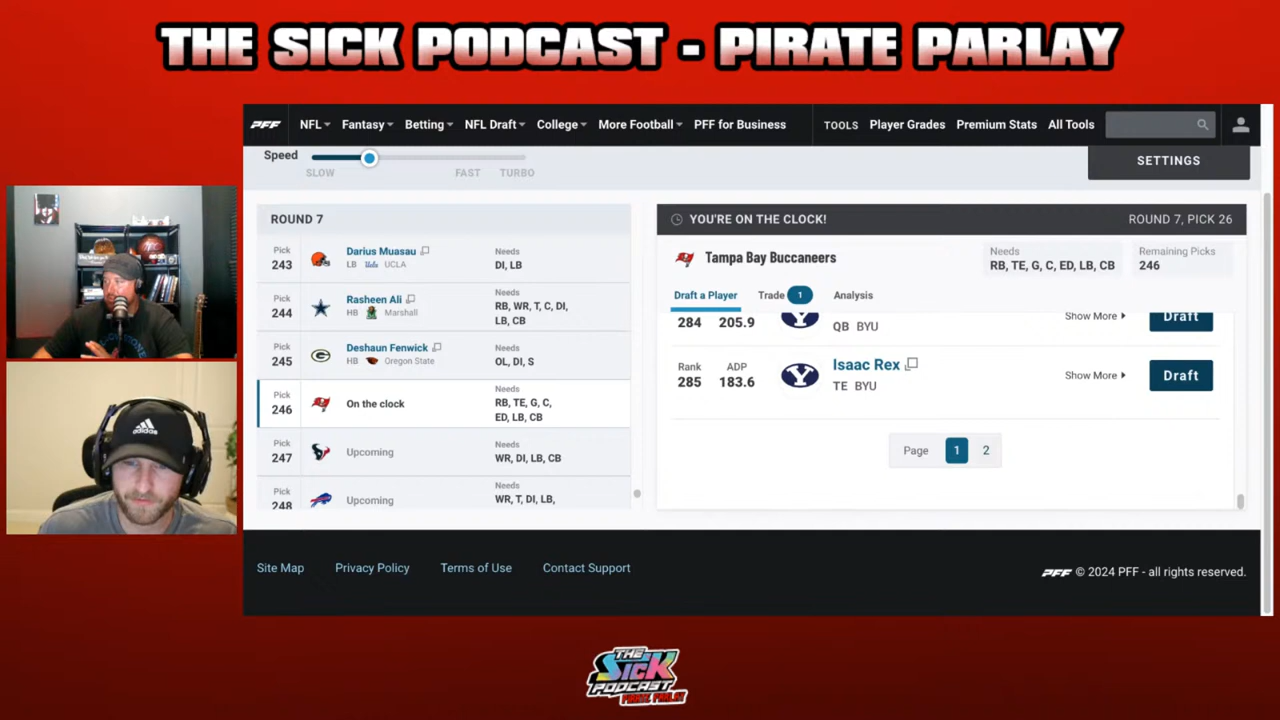 THE SICK PODCAST - PIRATE PARLAY
PFF NFL Fantasy Betting NFL Draft College More Football PFF for Business TOOLS Player Grades Premium Stats All Tools
Speed
SLOW FAST TURBO
SETTINGS
ROUND 7
Pick 243
Darius Muasau
LB Ucla UCLA
Needs
DI, LB
Pick 244
Rasheen Ali
HB Marshall
Needs
RB, WR, T, C, DI,
LB, CB
Pick 245
Deshaun Fenwick
HB Oregon State
Needs
OL, DI, S
Pick 246
On the clock
Needs
RB, TE, G, C,
ED, LB, CB
Pick 247
Upcoming
Needs
WR, DI, LB, CB
Pick 248
Upcoming
Needs
WR, T, DI, LB,
YOU'RE ON THE CLOCK! ROUND 7, PICK 26
Tampa Bay Buccaneers
Needs
RB, TE, G, C, ED, LB, CB
Remaining Picks
246
Draft a Player Trade 1 Analysis
284 205.9
QB BYU
Show More
Draft
Rank ADP
285 183.6
Isaac Rex
TE BYU
Show More
Draft
Page 1 2
Site Map Privacy Policy Terms of Use Contact Support
PFF © 2024 PFF - all rights reserved.
THE
SICK
PODCAST
PIRATE PARLAY